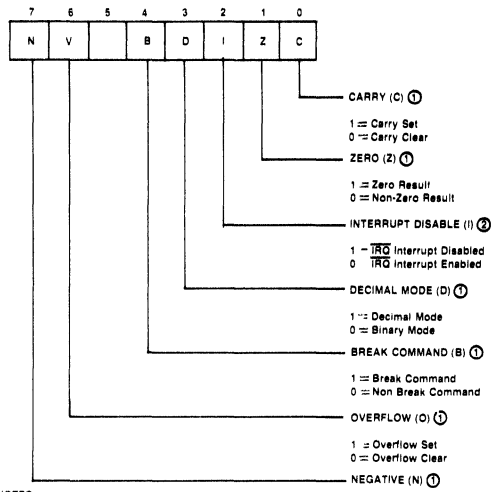 7 6 5 4 3 2 1 0
N V B D I Z C
CARRY (C) ①
1 = Carry Set
0 = Carry Clear
ZERO (Z) ①
1 = Zero Result
0 = Non-Zero Result
INTERRUPT DISABLE (I) ②
1 = IRQ Interrupt Disabled
0 IRQ Interrupt Enabled
DECIMAL MODE (D) ①
1 = Decimal Mode
0 = Binary Mode
BREAK COMMAND (B) ①
1 = Break Command
0 = Non Break Command
OVERFLOW (O) ①
1 = Overflow Set
0 = Overflow Clear
NEGATIVE (N) ①